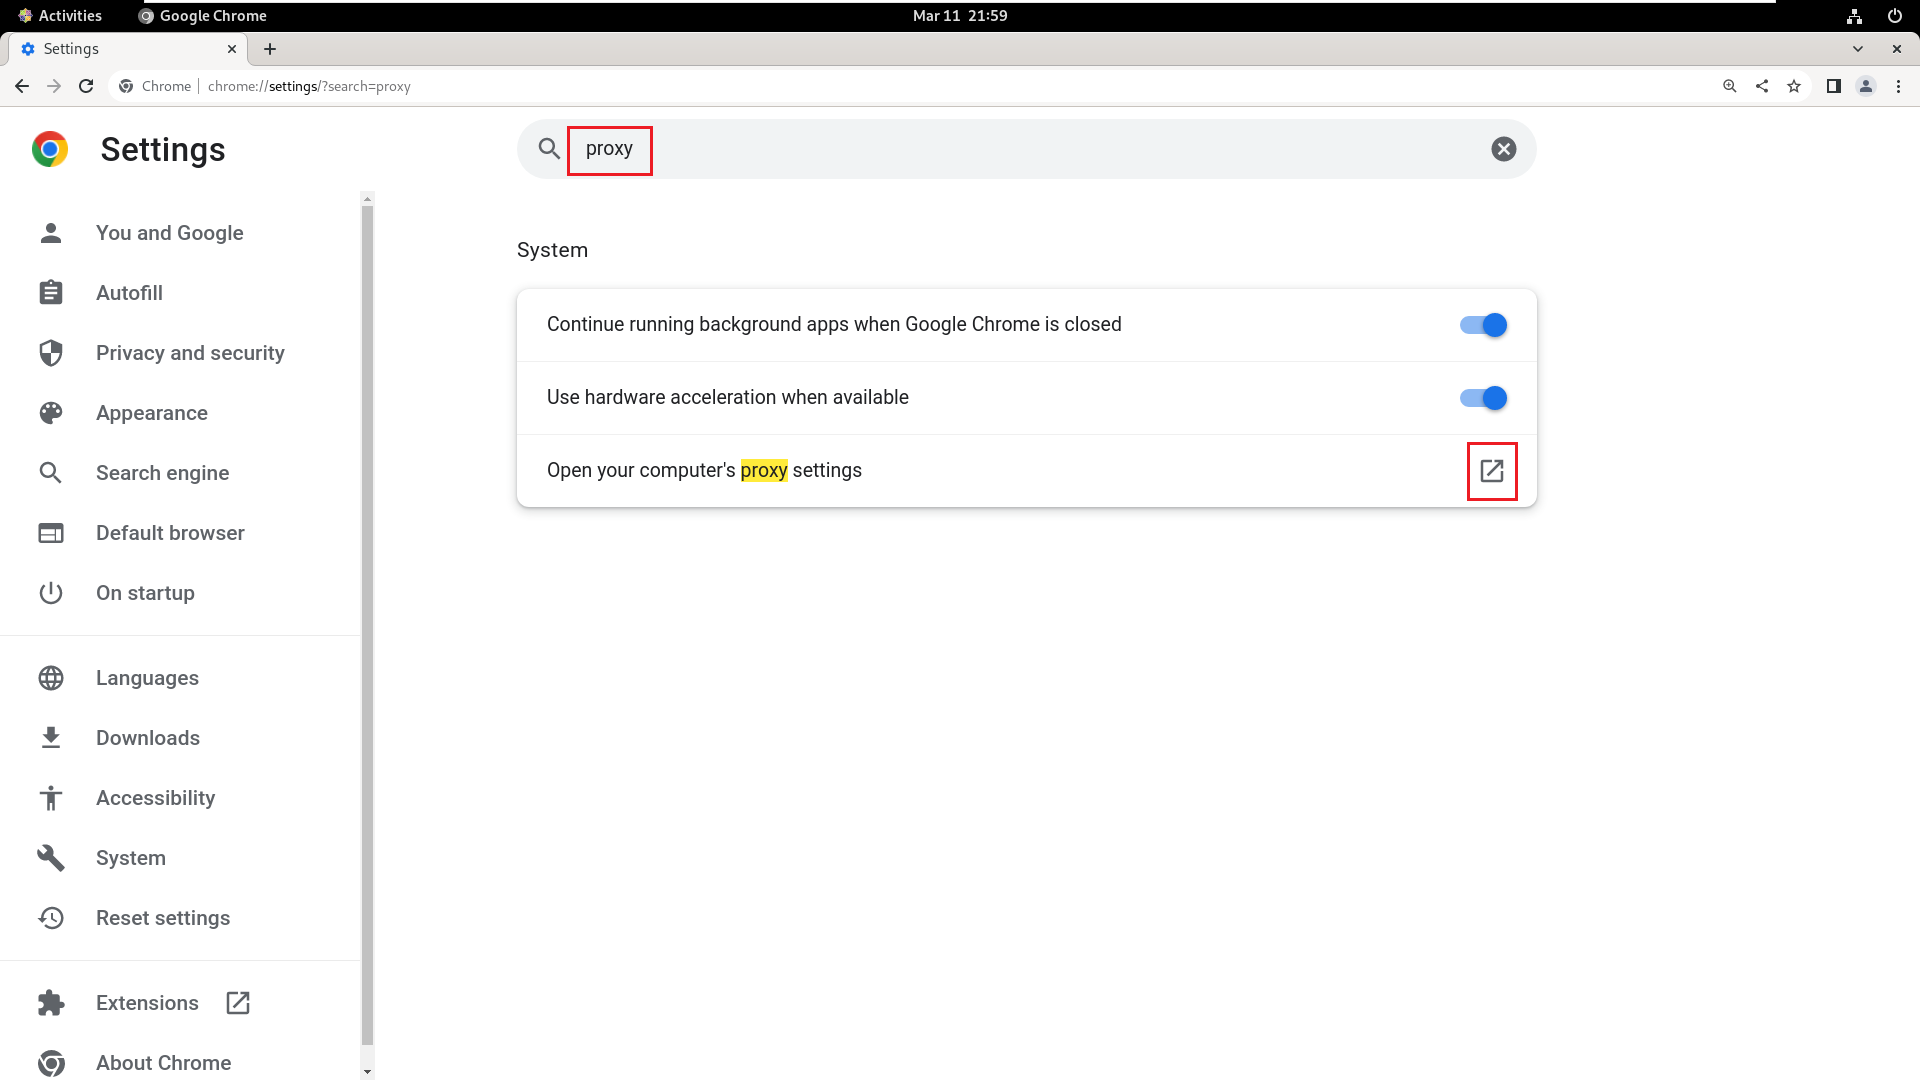 Activities Google Chrome Mar 11 21:59
Settings
Chrome chrome://settings/?search=proxy
Settings
proxy
You and Google
Autofill
Privacy and security
Appearance
Search engine
Default browser
On startup
Languages
Downloads
Accessibility
System
Reset settings
Extensions
About Chrome
System
Continue running background apps when Google Chrome is closed
Use hardware acceleration when available
Open your computer's proxy settings